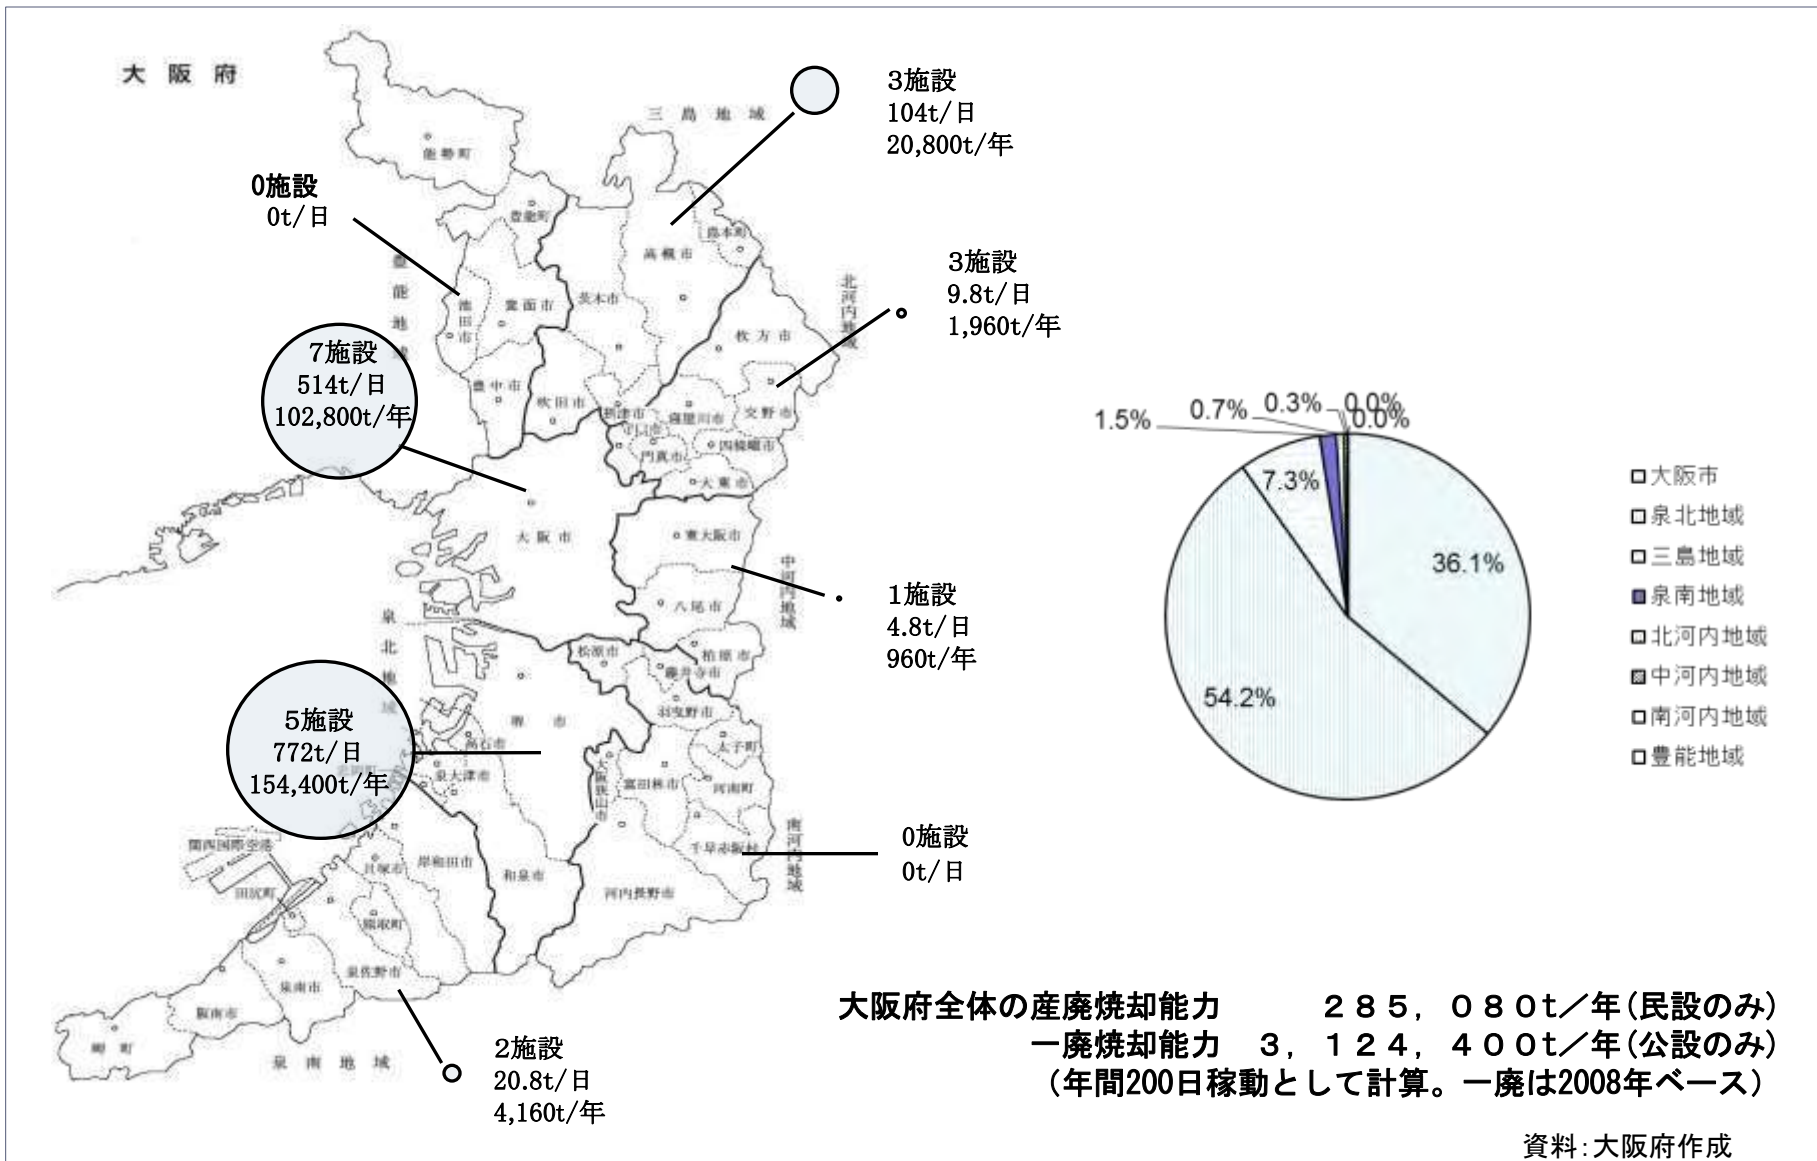 大阪府
三島地域
3施設
104t/日
20,800t/年
能勢町
0施設
0t/日
豊能町
島本町
高槻市
豊能地域
3施設
9.8t/日
1,960t/年
北河内地域
茨木市
箕面市
池田市
枚方市
7施設
514t/日
102,800t/年
豊中市
吹田市
摂津市
寝屋川市
交野市
守口市
門真市
四條畷市
大東市
大阪市
東大阪市
中河内地域
八尾市
1施設
4.8t/日
960t/年
泉北地域
松原市
柏原市
藤井寺市
羽曳野市
堺市
5施設
772t/日
154,400t/年
高石市
泉大津市
太子町
大阪狭山市
富田林市
河南町
南河内地域
0施設
0t/日
千早赤阪村
関西国際空港
貝塚市
岸和田市
和泉市
河内長野市
田尻町
熊取町
泉佐野市
泉南市
阪南市
岬町
泉南地域
2施設
20.8t/日
4,160t/年
1.5%
0.7%
0.3%
0.0%
0.0%
7.3%
36.1%
54.2%
大阪市
泉北地域
三島地域
泉南地域
北河内地域
中河内地域
南河内地域
豊能地域
大阪府全体の産廃焼却能力 285,080t/年(民設のみ)
一廃焼却能力 3,124,400t/年(公設のみ)
(年間200日稼動として計算。一廃は2008年ベース)
資料:大阪府作成